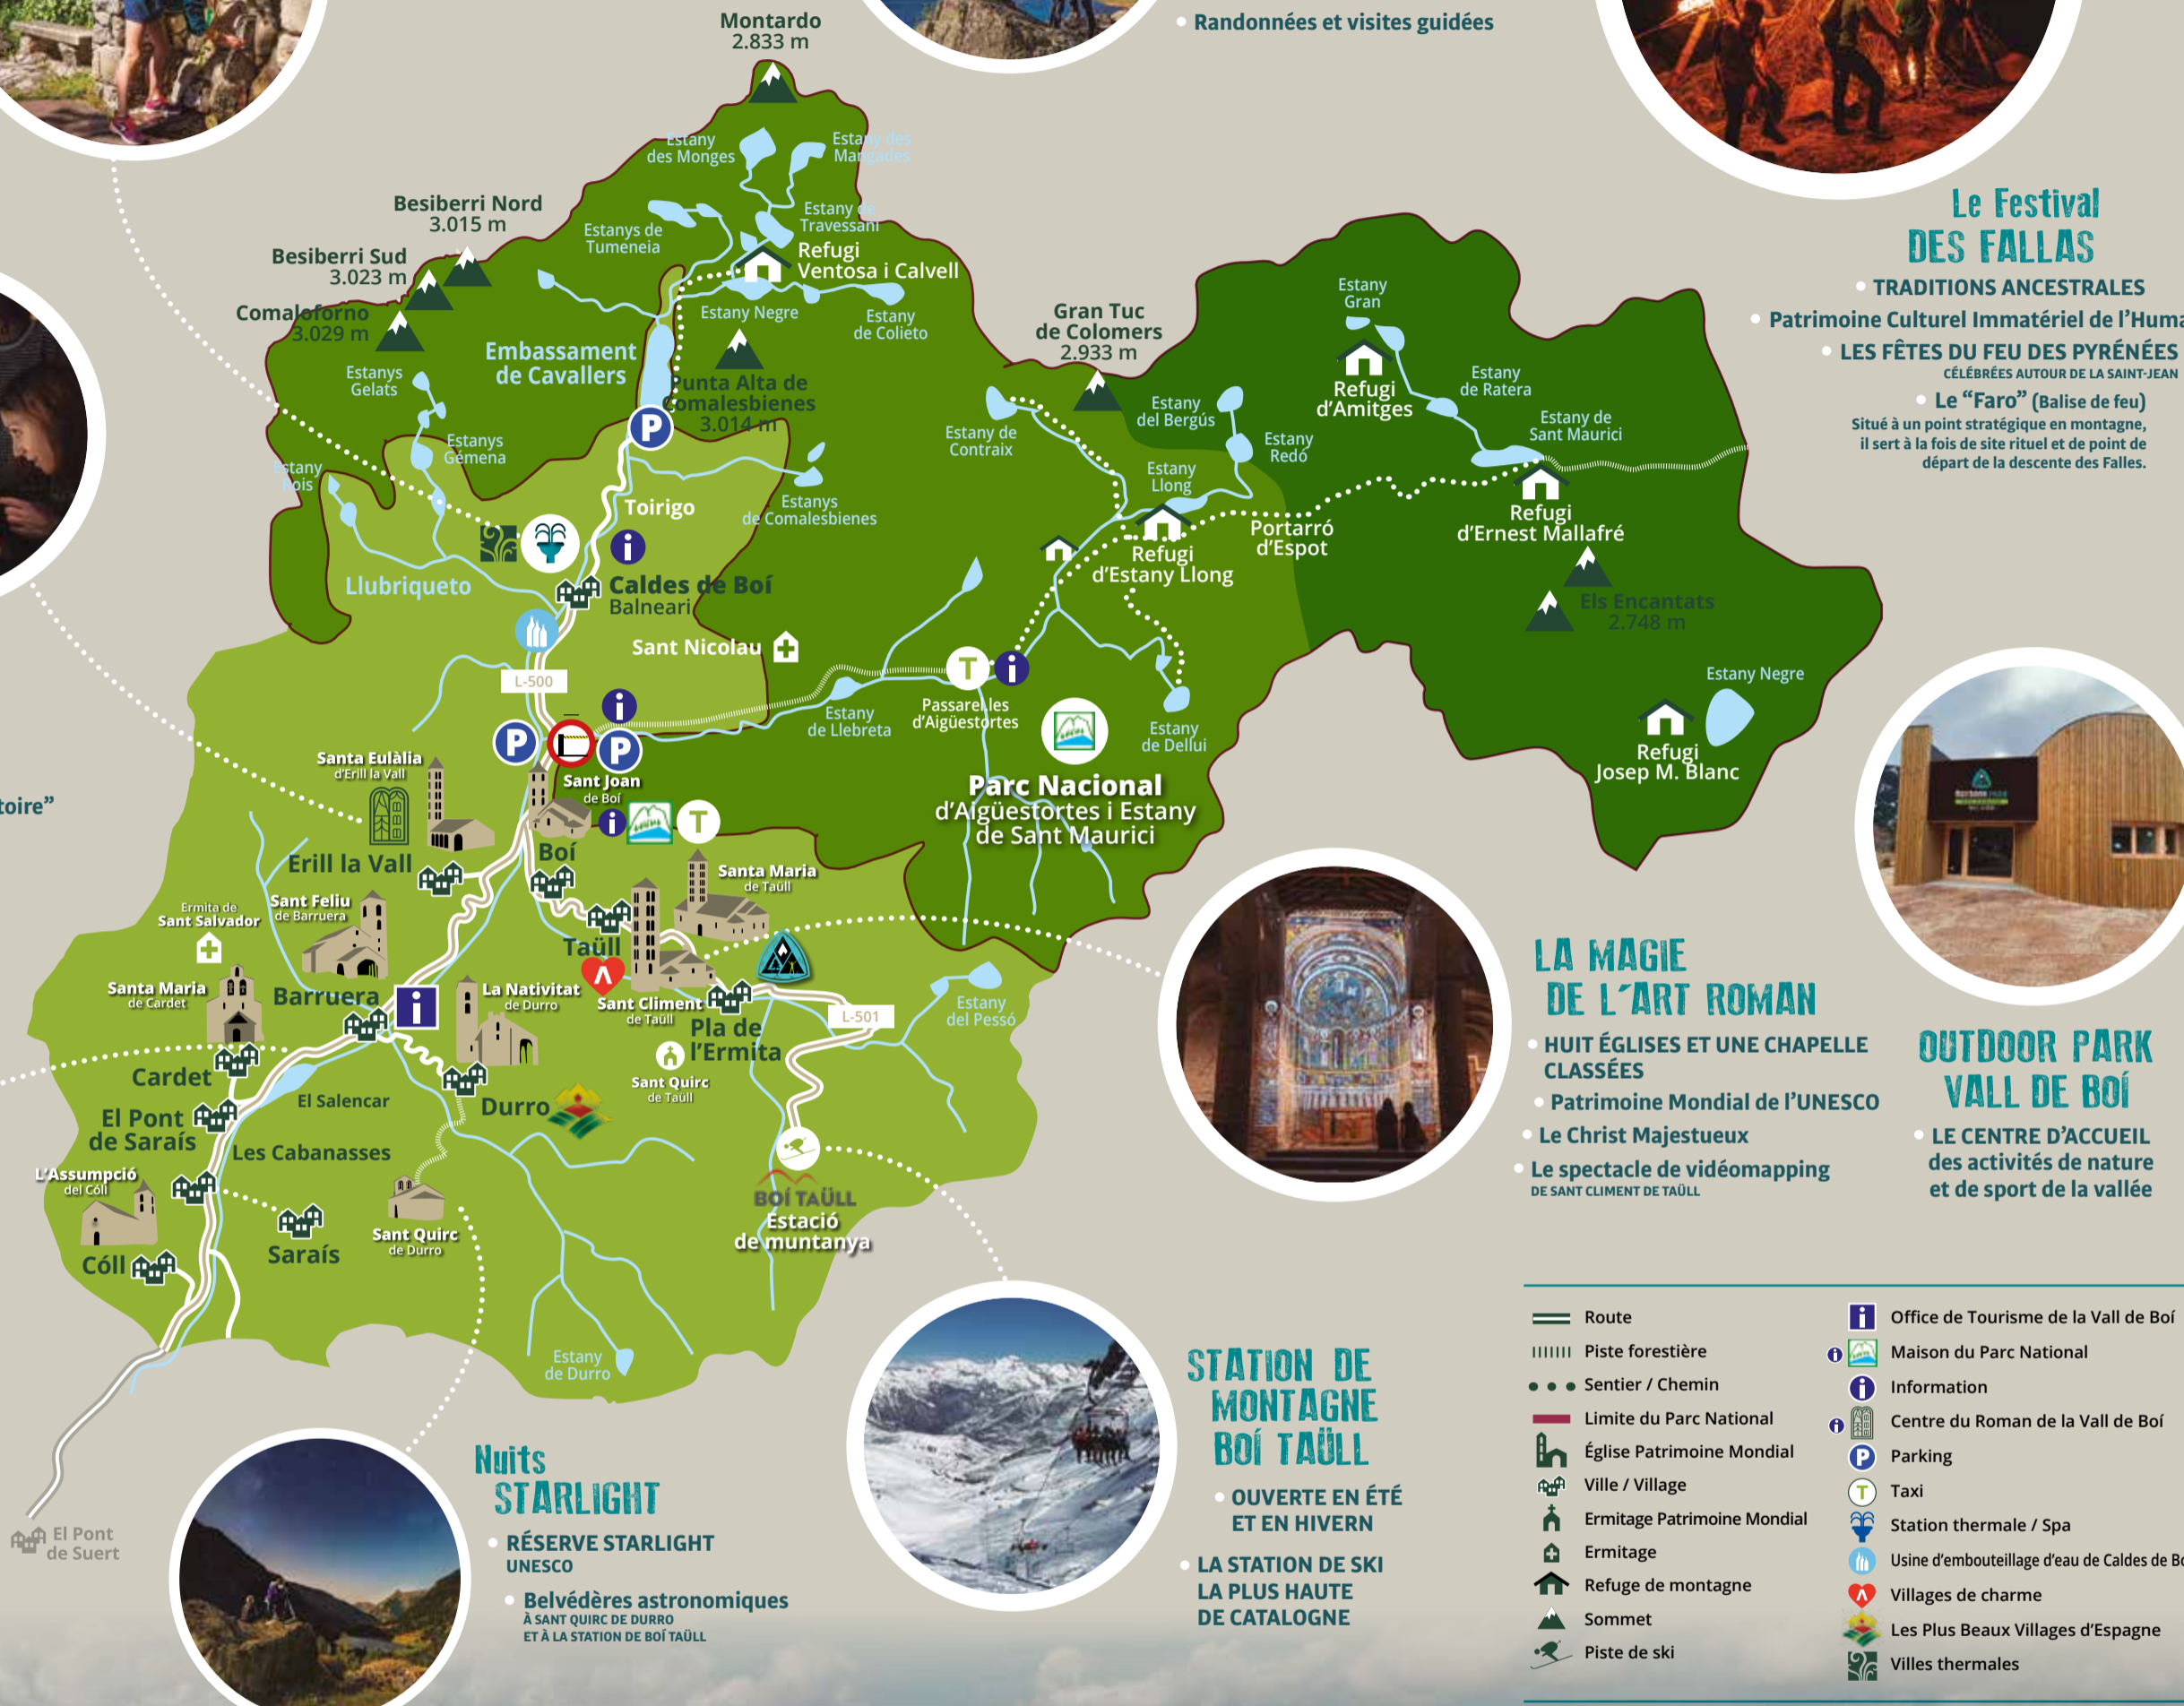 Montardo
2.833 m
Randonnées et visites guidées
Estany
des Monges
Estany des
Mangades
Besiberri Nord
3.015 m
Estany de
Travessani
Estanys de
Tumeneia
Besiberri Sud
3.023 m
Refugi
Ventosa i Calvell
Comaloforno
3.029 m
Estany Negre
Estany
de Colieto
Embassament
de Cavallers
Estanys
Gelats
Punta Alta de
Comalesbienes
3.014 m
P
Gran Tuc
de Colomers
2.933 m
Estany
Gran
Refugi
d'Amitges
Estany
de Ratera
Estany de
Sant Maurici
Estany
del Bergús
Estany
Redó
Estany de
Contraix
Estany
Llong
Estanys
Gémena
Estany
Rois
Toirigo
Estanys
de Comalesbienes
i
Refugi
d'Estany Llong
Portarró
d'Espot
Refugi
d'Ernest Mallafré
Llubriqueto
Caldes de Boí
Balneari
Els Encantats
2.748 m
Sant Nicolau
L-500
T
i
Passarel·les
d'Aigüestortes
Estany
de Llebreta
Estany
de Dellui
Estany Negre
Refugi
Josep M. Blanc
i
P
P
Parc Nacional
d'Aigüestortes i Estany
de Sant Maurici
Santa Eulàlia
d'Erill la Vall
Sant Joan
de Boí
i
T
Erill la Vall
Boí
Santa Maria
de Taüll
Sant Feliu
de Barruera
Ermita de
Sant Salvador
Taüll
Santa Maria
de Cardet
Barruera
i
La Nativitat
de Durro
Sant Climent
de Taüll
Pla de
l'Ermita
L-501
Estany
del Pessó
Cardet
Sant Quirc
de Taüll
El Salencar
Durro
El Pont
de Saraís
Les Cabanasses
L'Assumpció
del Cóll
BOÍ TAÜLL
Estació
de muntanya
Sant Quirc
de Durro
Saraís
Cóll
Estany
de Durro
El Pont
de Suert
toire”
Le Festival
DES FALLAS
TRADITIONS ANCESTRALES
Patrimoine Culturel Immatériel de l'Huma
LES FÊTES DU FEU DES PYRÉNÉES
CÉLÉBRÉES AUTOUR DE LA SAINT-JEAN
Le “Faro” (Balise de feu)
Situé à un point stratégique en montagne,
il sert à la fois de site rituel et de point de
départ de la descente des Falles.
OUTDOOR PARK
LA MAGIE
DE L´ART ROMAN
HUIT ÉGLISES ET UNE CHAPELLE
CLASSÉES
Patrimoine Mondial de l'UNESCO
Le Christ Majestueux
Le spectacle de vidéomapping
DE SANT CLIMENT DE TAÜLL
OUTDOOR PARK
VALL DE BOÍ
LE CENTRE D'ACCUEIL
des activités de nature
et de sport de la vallée
Nuits
STARLIGHT
RÉSERVE STARLIGHT
UNESCO
Belvédères astronomiques
À SANT QUIRC DE DURRO
ET À LA STATION DE BOÍ TAÜLL
STATION DE
MONTAGNE
BOÍ TAÜLL
OUVERTE EN ÉTÉ
ET EN HIVERN
LA STATION DE SKI
LA PLUS HAUTE
DE CATALOGNE
Route
Piste forestière
Sentier / Chemin
Limite du Parc National
Église Patrimoine Mondial
Ville / Village
Ermitage Patrimoine Mondial
Ermitage
Refuge de montagne
Sommet
Piste de ski
i Office de Tourisme de la Vall de Boí
i Maison du Parc National
i Information
i Centre du Roman de la Vall de Boí
P Parking
T Taxi
Station thermale / Spa
Usine d'embouteillage d'eau de Caldes de Bo
Villages de charme
Les Plus Beaux Villages d'Espagne
Villes thermales